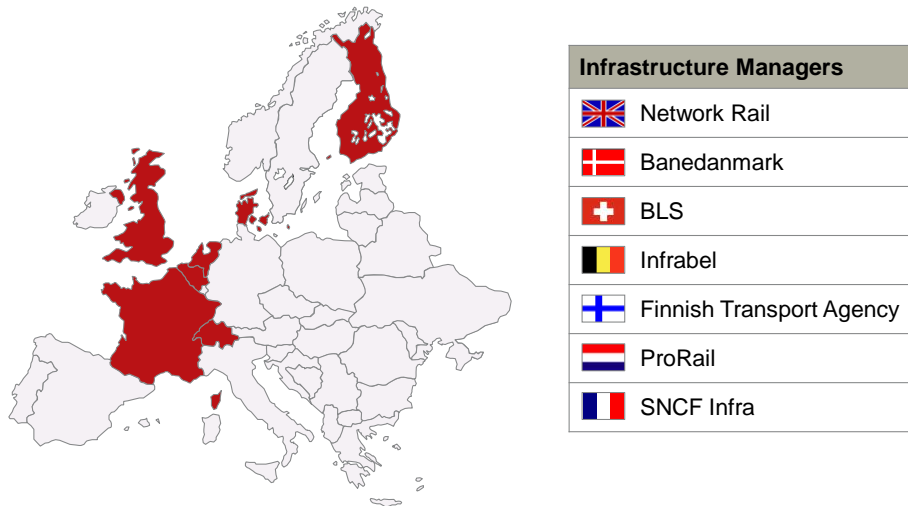 Infrastructure Managers
Network Rail
Banedanmark
BLS
Infrabel
Finnish Transport Agency
ProRail
SNCF Infra